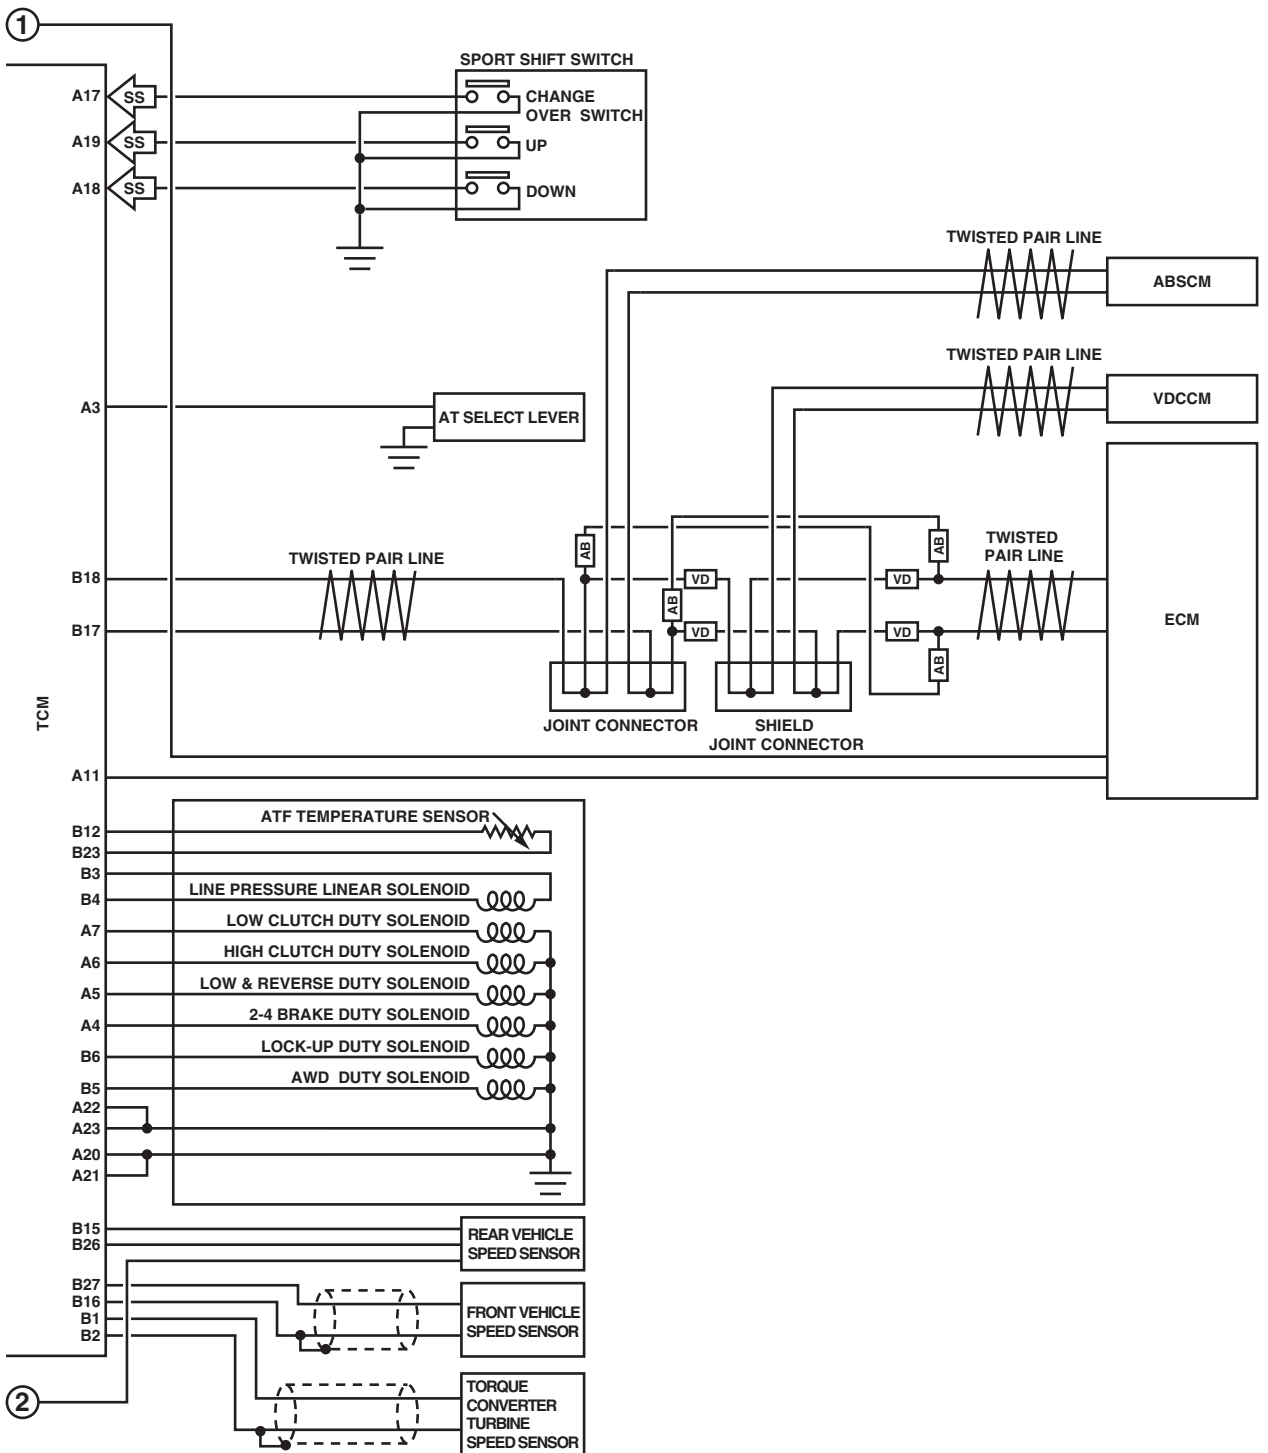 1
SPORT SHIFT SWITCH
A17
SS
CHANGE
OVER SWITCH
A19
SS
UP
A18
SS
DOWN
TWISTED PAIR LINE
ABSCM
TWISTED PAIR LINE
VDCCM
A3
AT SELECT LEVER
TWISTED PAIR LINE
AB
AB
TWISTED
PAIR LINE
B18
VD
VD
AB
ECM
B17
VD
VD
AB
TCM
JOINT CONNECTOR
SHIELD
JOINT CONNECTOR
A11
ATF TEMPERATURE SENSOR
B12
B23
B3
B4
LINE PRESSURE LINEAR SOLENOID
A7
LOW CLUTCH DUTY SOLENOID
A6
HIGH CLUTCH DUTY SOLENOID
A5
LOW & REVERSE DUTY SOLENOID
A4
2-4 BRAKE DUTY SOLENOID
B6
LOCK-UP DUTY SOLENOID
B5
AWD DUTY SOLENOID
A22
A23
A20
A21
B15
B26
REAR VEHICLE
SPEED SENSOR
B27
B16
B1
B2
FRONT VEHICLE
SPEED SENSOR
2
TORQUE
CONVERTER
TURBINE
SPEED SENSOR